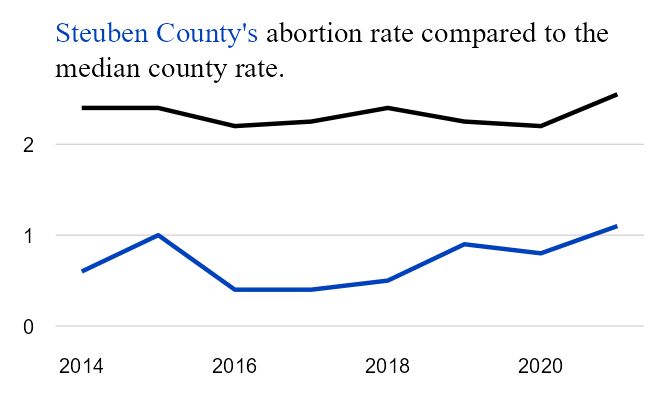 Steuben County's abortion rate compared to the
median county rate.
2
1
0
2014 2016 2018 2020